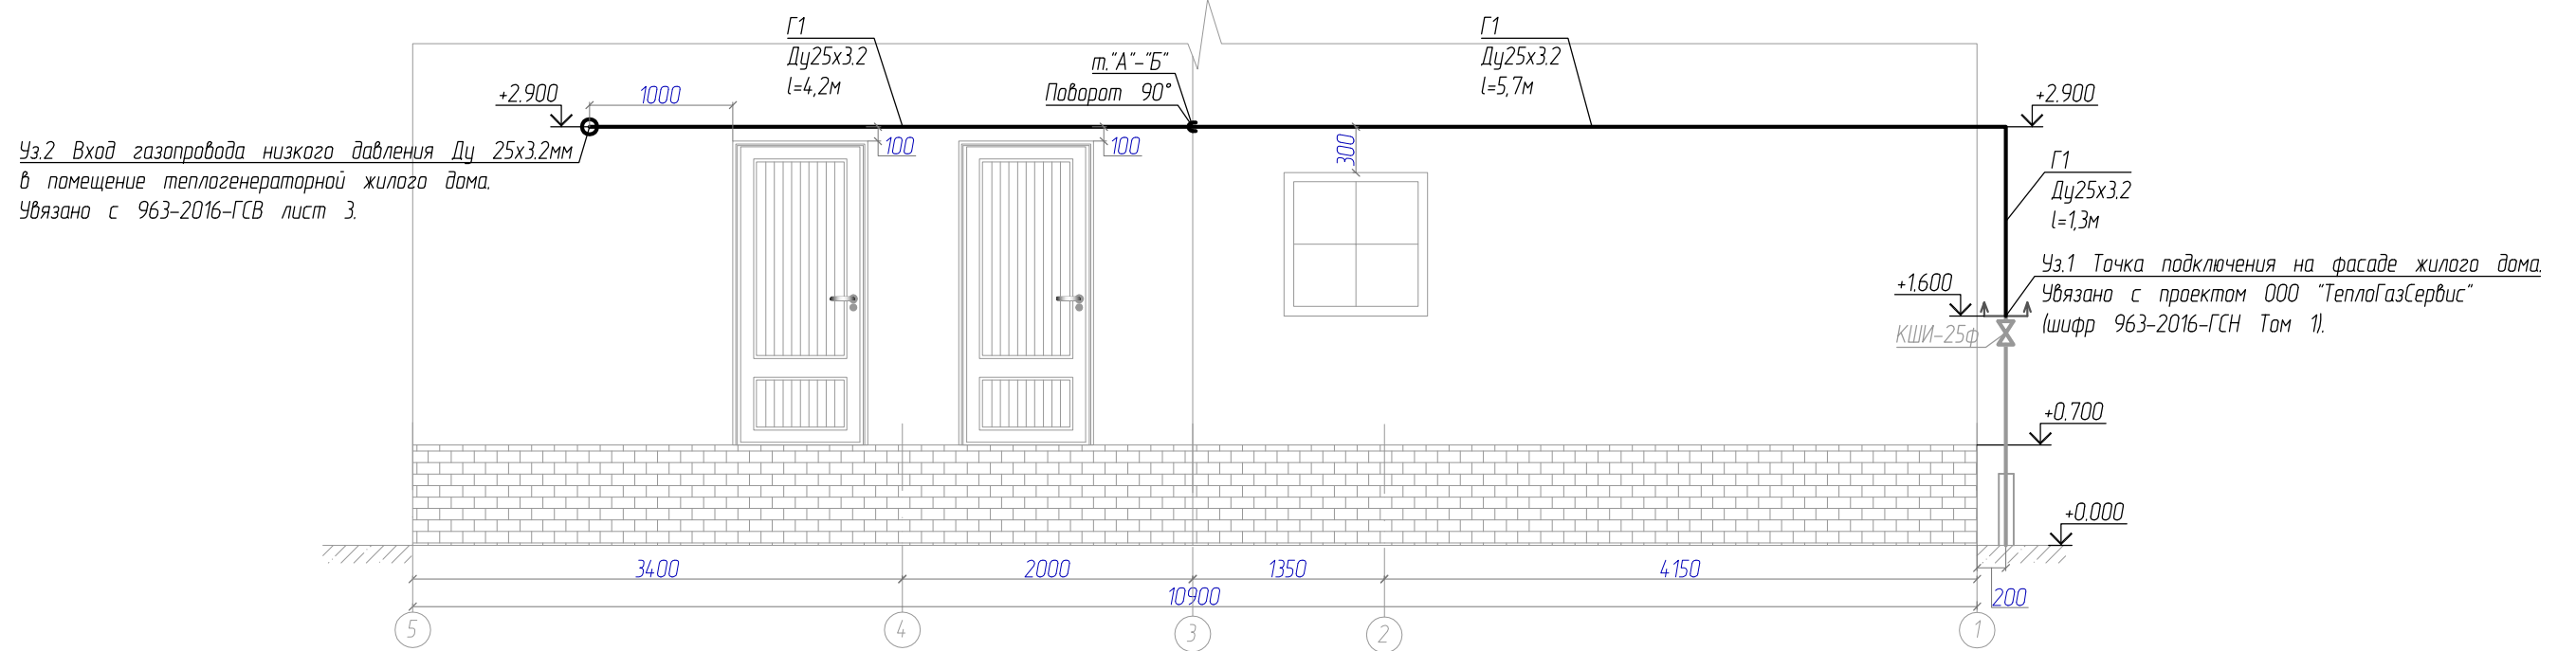 Г1
Ду25х3.2
l=4,2м
т."А"-"Б"
Поворот 90°
Г1
Ду25х3.2
l=5,7м
+2.900
1000
+2.900
Уз.2 Вход газопровода низкого давления Ду 25х3.2мм
в помещение теплогенераторной жилого дома.
Увязано с 963-2016-ГСВ лист 3.
100
100
300
Г1
Ду25х3.2
l=1,3м
Уз.1 Точка подключения на фасаде жилого дома.
Увязано с проектом ООО "ТеплоГазСервис"
(шифр 963-2016-ГСН Том 1).
+1.600
КШИ-25ф
+0.700
+0.000
3400
2000
1350
4150
10900
200
5
4
3
2
1